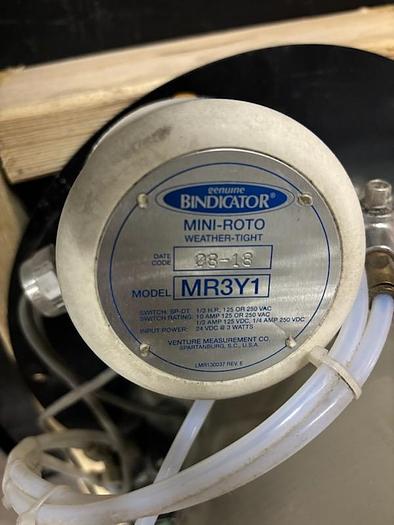 genuine
BINDICATOR®
MINI-ROTO
WEATHER-TIGHT
DATE CODE 08-18
MODEL MR3Y1
SWITCH: SP-DT 1/3 H.P., 125 OR 250 VAC
SWITCH RATING: 10 AMP 125 OR 250 VAC
1/2 AMP 125 VDC, 1/4 AMP 250 VDC
INPUT POWER: 24 VDC @ 3 WATTS
VENTURE MEASUREMENT CO.
SPARTANBURG, S.C., U.S.A.
LMR130037 REV. E